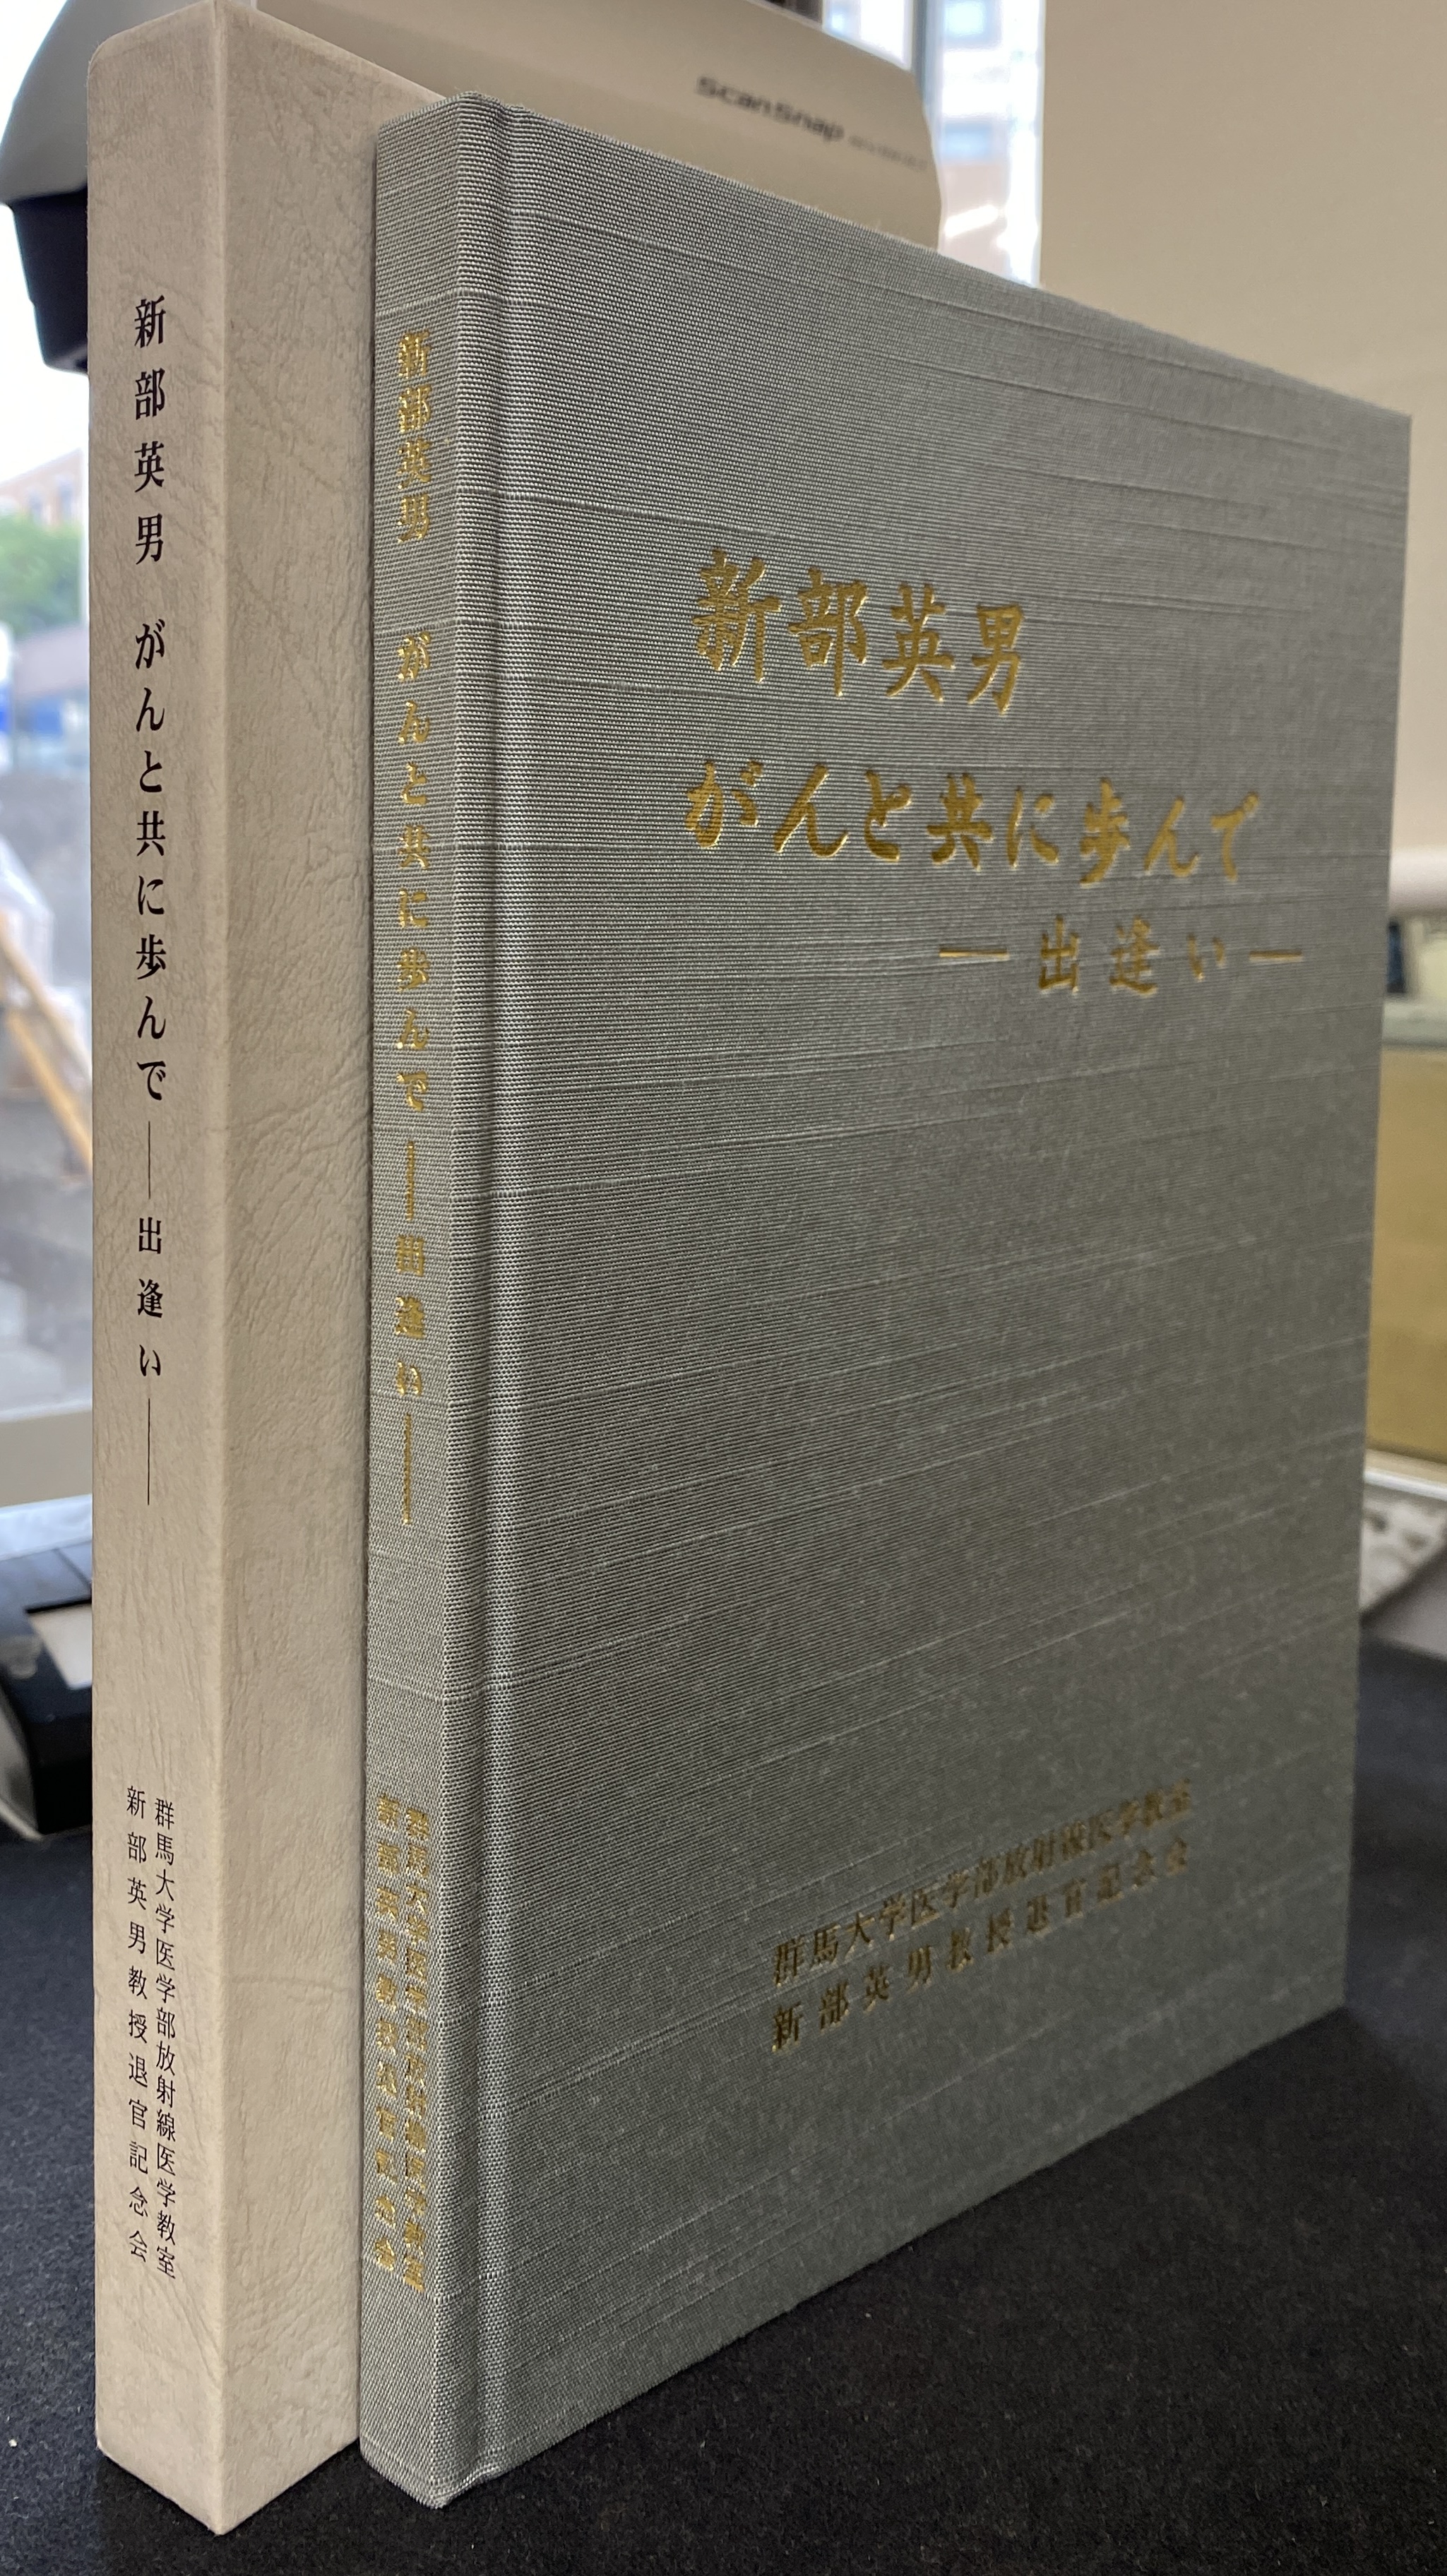 新部英男 がんと共に歩んで―出逢い―
群馬大学医学部放射線医学教室
新部英男教授退官記念会
新部英男 がんと共に歩んで―出逢い―
群馬大学医学部放射線医学教室
新部英男教授退官記念会
新部英男
がんと共に歩んで
―出逢い―
群馬大学医学部放射線医学教室
新部英男教授退官記念会
ScanSnap